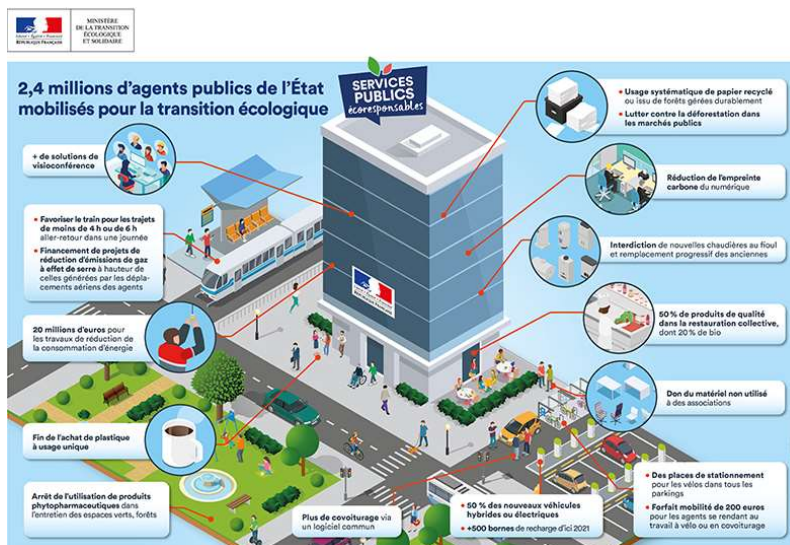 MINISTÈRE
DE LA TRANSITION
ÉCOLOGIQUE
ET SOLIDAIRE
Liberté • Égalité • Fraternité
RÉPUBLIQUE FRANÇAISE
2,4 millions d'agents publics de l'État
mobilisés pour la transition écologique
SERVICES
PUBLICS
écoresponsables
• Usage systématique de papier recyclé
ou issu de forêts gérées durablement
• Lutter contre la déforestation dans
les marchés publics
+ de solutions de
visioconférence
Réduction de l'empreinte
carbone du numérique
• Favoriser le train pour les trajets
de moins de 4 h ou de 6 h
aller-retour dans une journée
• Financement de projets de
réduction d'émissions de gaz
à effet de serre à hauteur de
celles générées par les dépla-
cements aériens des agents
Interdiction de nouvelles chaudières au fioul
et remplacement progressif des anciennes
20 millions d'euros pour
les travaux de réduction de
la consommation d'énergie
50 % de produits de qualité
dans la restauration collective,
dont 20 % de bio
Don du matériel non utilisé
à des associations
Fin de l'achat de plastique
à usage unique
Arrêt de l'utilisation de produits
phytopharmaceutiques dans
l'entretien des espaces verts, forêts
Plus de covoiturage via
un logiciel commun
• 50 % des nouveaux véhicules
hybrides ou électriques
• +500 bornes de recharge d'ici 2021
• Des places de stationnement
pour les vélos dans tous les
parkings
• Forfait mobilité de 200 euros
pour les agents se rendant au
travail à vélo ou en covoiturage